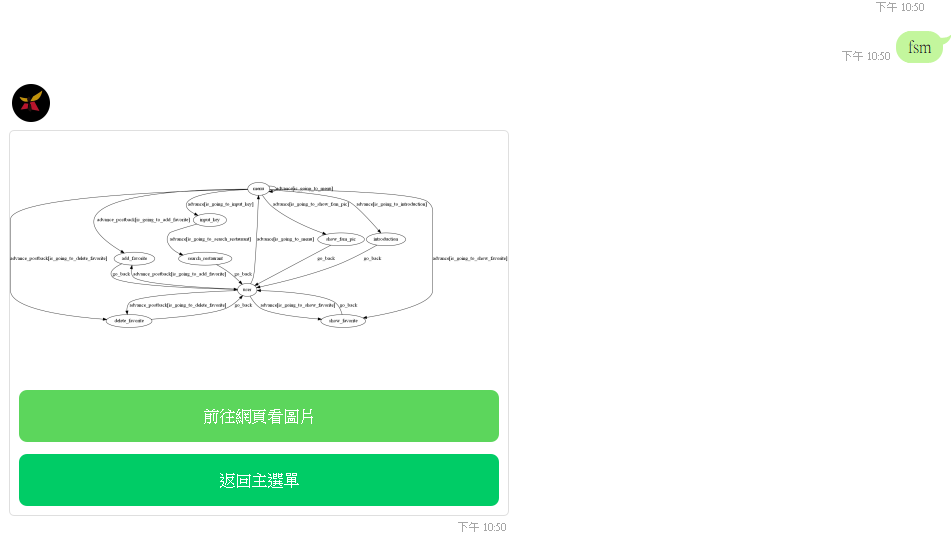 下午 10:50
fsm
下午 10:50
menu
advance[is_going_to_menu]
advance[is_going_to_input_key]
advance[is_going_to_show_fsm_pic]
advance[is_going_to_introduction]
advance_postback[is_going_to_add_favorite]
input_key
advance[is_going_to_search_restaurant]
advance[is_going_to_menu]
show_fsm_pic
introduction
advance_postback[is_going_to_delete_favorite]
add_favorite
search_restaurant
go_back
go_back
advance[is_going_to_show_favorite]
go_back
advance_postback[is_going_to_add_favorite]
go_back
advance_postback[is_going_to_delete_favorite]
go_back
advance[is_going_to_show_favorite]
go_back
delete_favorite
show_favorite
前往網頁看圖片
返回主選單
下午 10:50